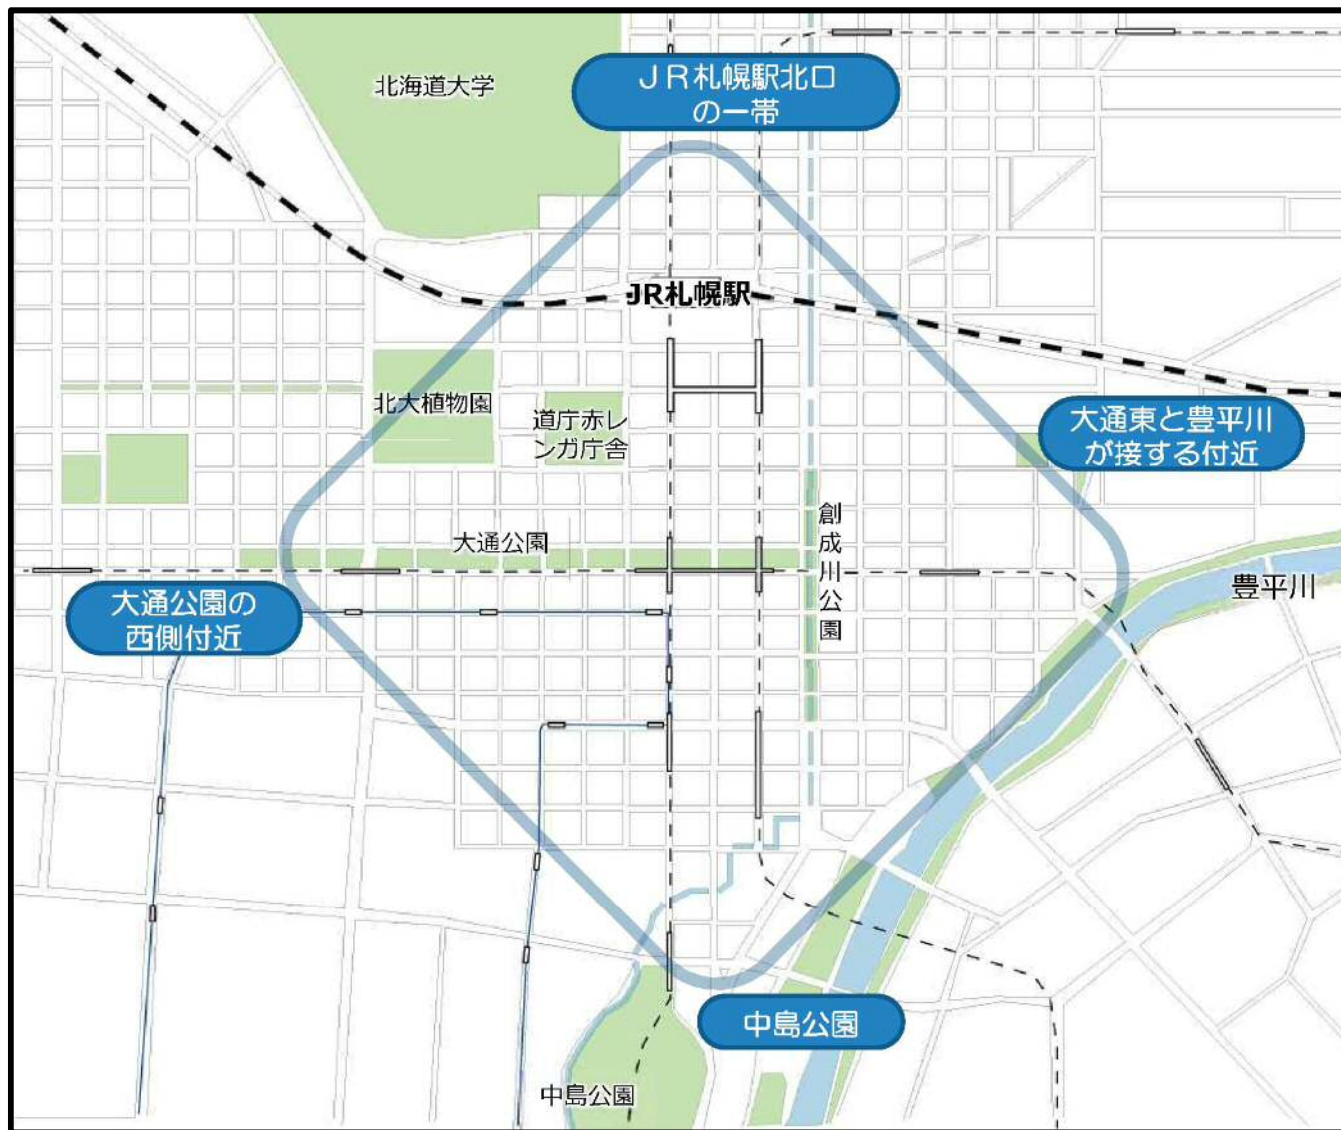 北海道大学
ＪＲ札幌駅北口
の一帯
JR札幌駅
北大植物園
道庁赤レ
ンガ庁舎
大通東と豊平川
が接する付近
大通公園
創成川公園
豊平川
大通公園の
西側付近
中島公園
中島公園